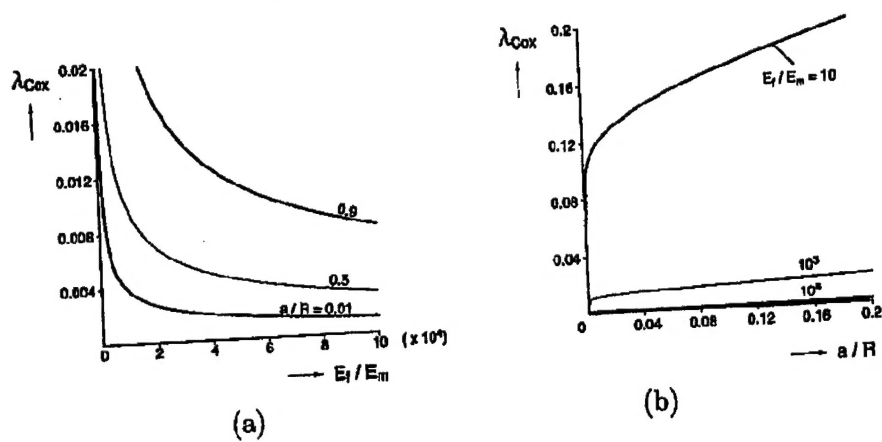 λCox
0.02
0.016
0.012
0.008
0.004
0.9
0.5
a / R = 0.01
0 2 4 6 8 10 (x 10⁴)
E_f / E_m
(a)
λCox
0.2
0.16
0.12
0.08
0.04
E_f / E_m = 10
10³
0 0.04 0.08 0.12 0.16 0.2
a / R
(b)